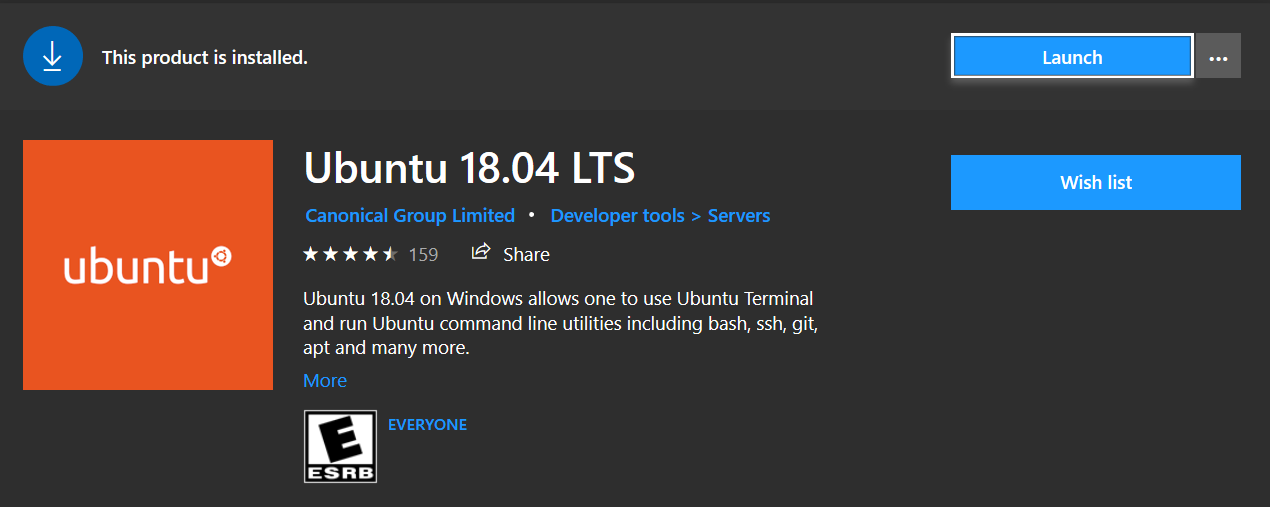 This product is installed.
Launch
...
ubuntu
Ubuntu 18.04 LTS
Wish list
Canonical Group Limited • Developer tools > Servers
159 Share
Ubuntu 18.04 on Windows allows one to use Ubuntu Terminal
and run Ubuntu command line utilities including bash, ssh, git,
apt and many more.
More
E
ESRB
EVERYONE